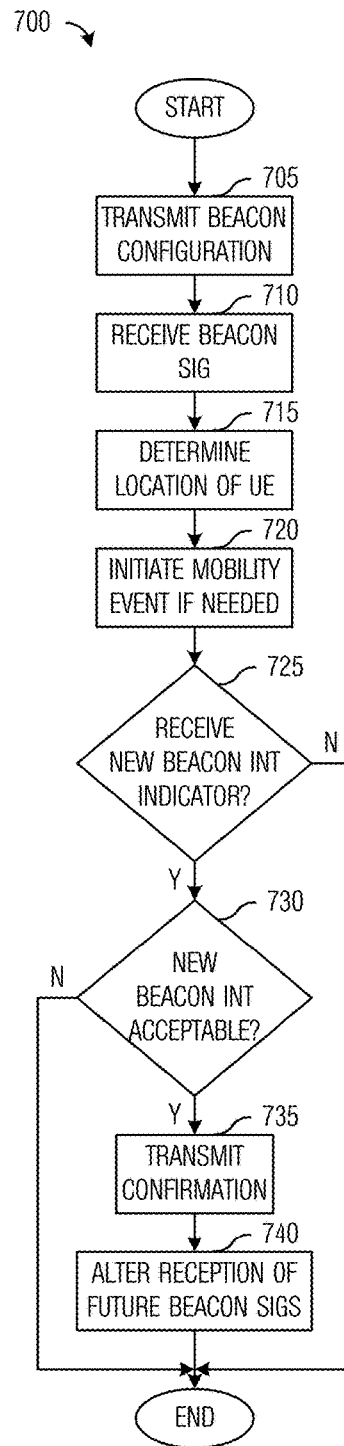 700
START
705
TRANSMIT BEACON
CONFIGURATION
710
RECEIVE BEACON
SIG
715
DETERMINE
LOCATION OF UE
720
INITIATE MOBILITY
EVENT IF NEEDED
725
RECEIVE
NEW BEACON INT
INDICATOR?
N
Y
730
N
NEW
BEACON INT
ACCEPTABLE?
Y
735
TRANSMIT
CONFIRMATION
740
ALTER RECEPTION OF
FUTURE BEACON SIGS
END